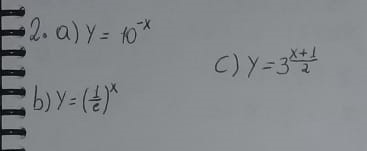 2. a) y = 10^{-x}
b) y = (1/e)^x
c) y = 3^{(x+1)/2}